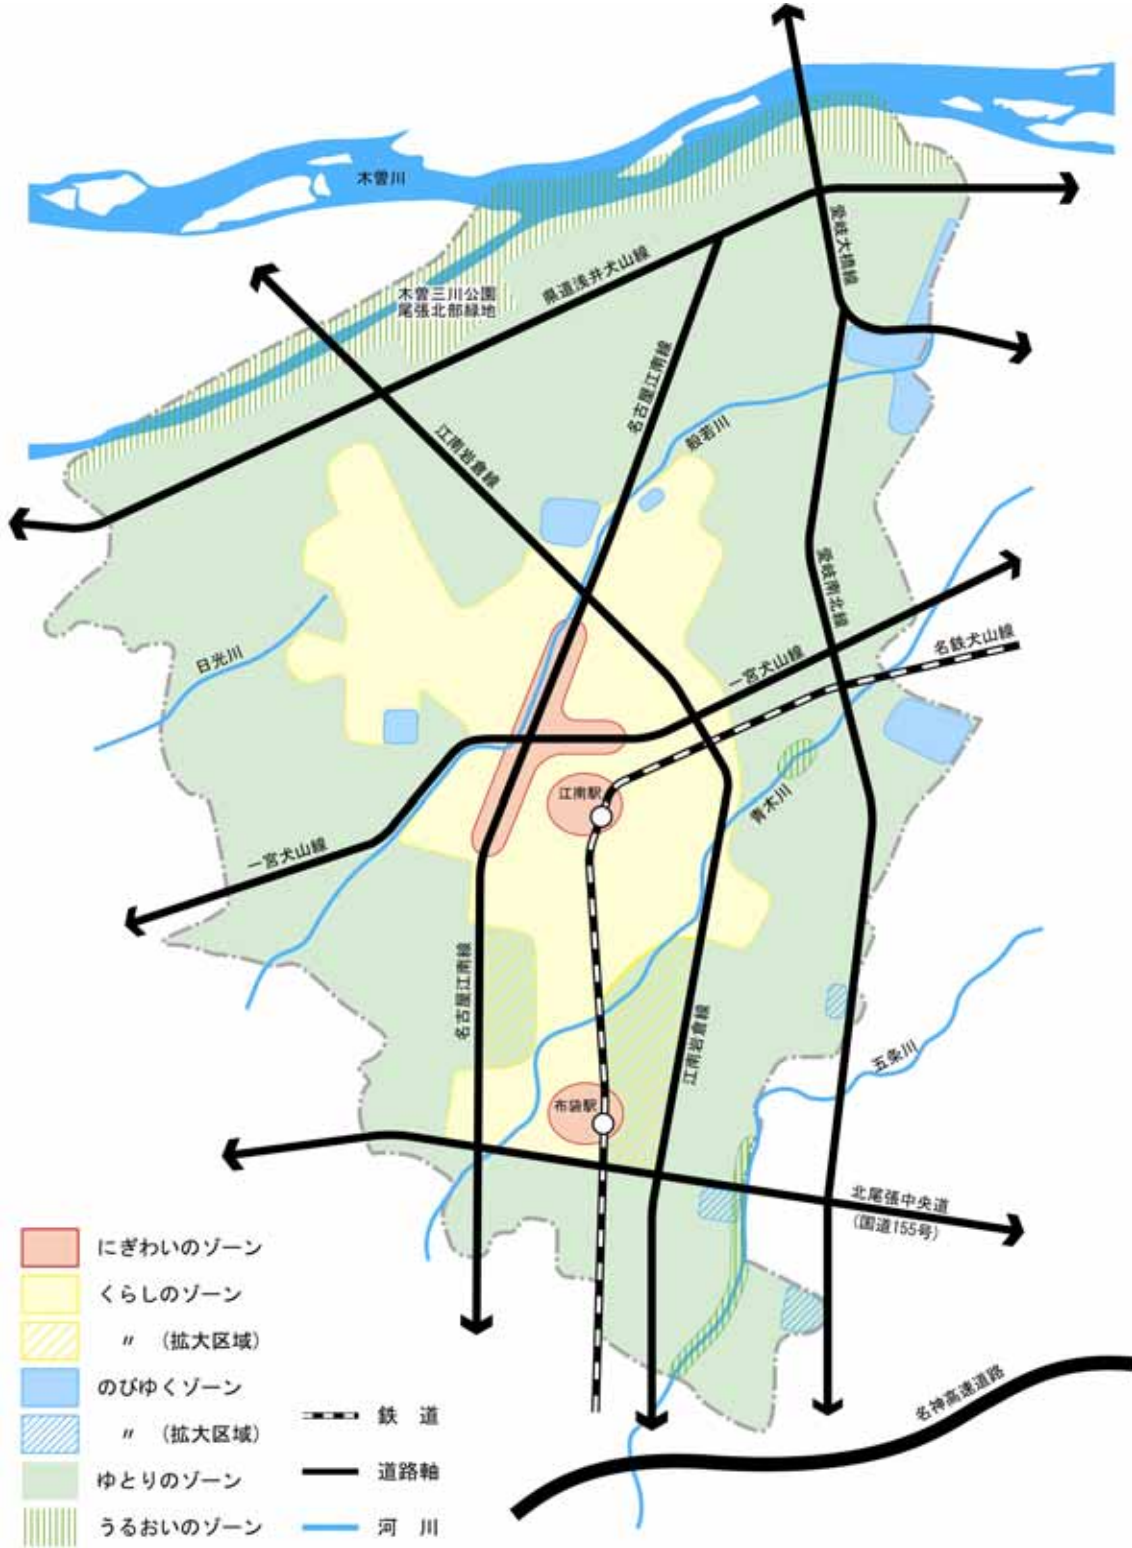 木曽川
愛岐大橋線
県道浅井犬山線
木曽三川公園
尾張北部緑地
名古屋江南線
江南岩倉線
般若川
愛岐南北線
名鉄犬山線
日光川
一宮犬山線
江南駅
青木川
一宮犬山線
名古屋江南線
江南岩倉線
五条川
布袋駅
北尾張中央道
(国道155号)
にぎわいのゾーン
くらしのゾーン
〃 (拡大区域)
のびゆくゾーン
〃 (拡大区域)
ゆとりのゾーン
うるおいのゾーン
鉄 道
道路軸
河 川
名神高速道路